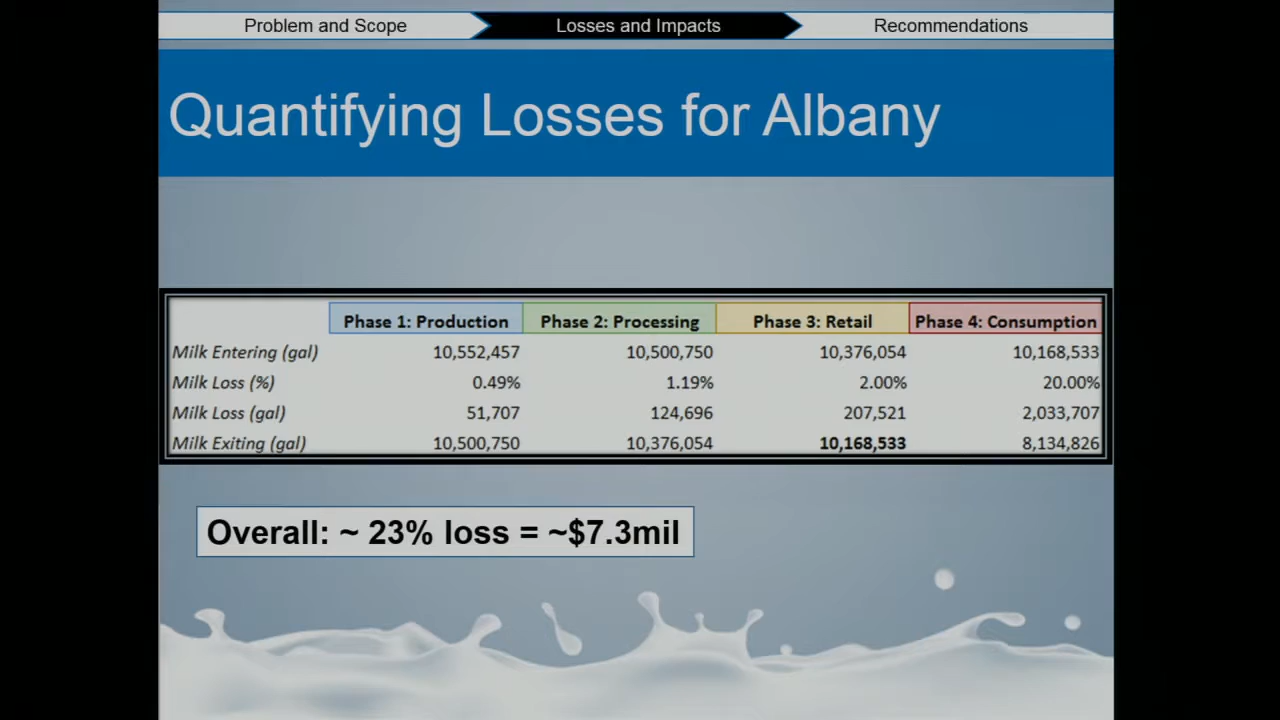 Problem and Scope Losses and Impacts Recommendations
Quantifying Losses for Albany
Phase 1: Production Phase 2: Processing Phase 3: Retail Phase 4: Consumption
Milk Entering (gal) 10,552,457 10,500,750 10,376,054 10,168,533
Milk Loss (%) 0.49% 1.19% 2.00% 20.00%
Milk Loss (gal) 51,707 124,696 207,521 2,033,707
Milk Exiting (gal) 10,500,750 10,376,054 10,168,533 8,134,826
Overall: ~ 23% loss = ~$7.3mil